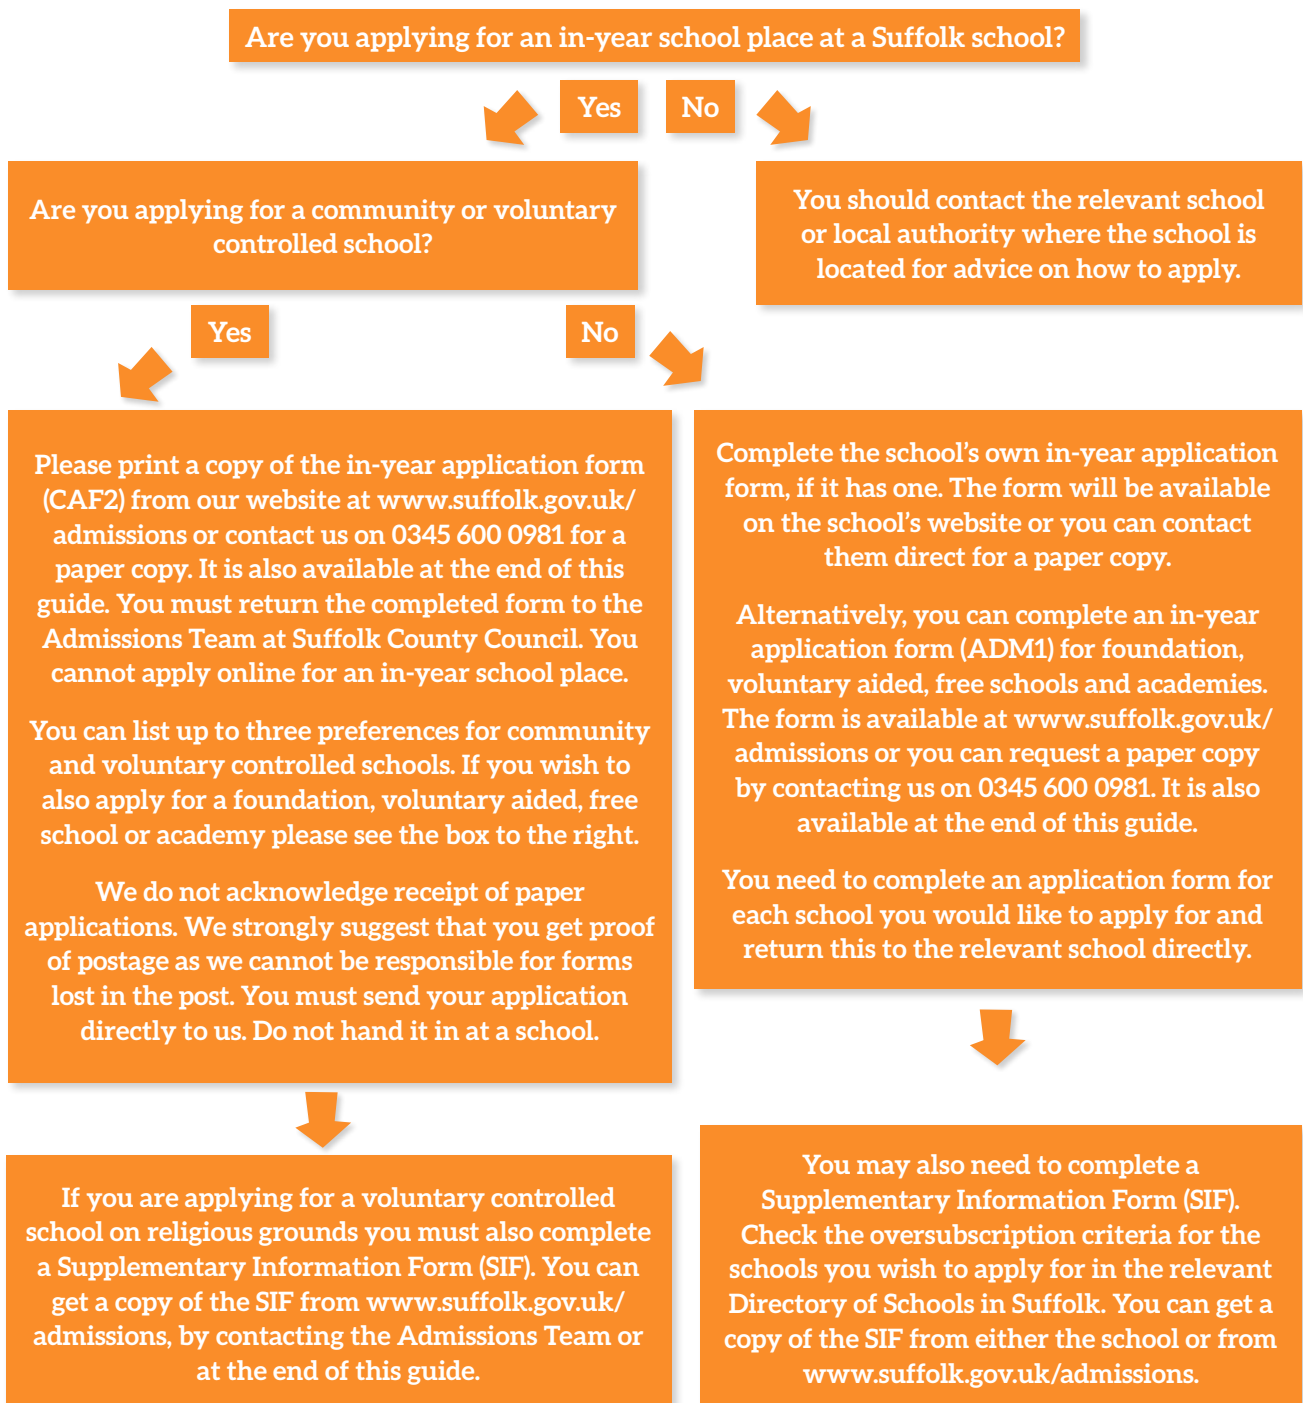 Are you applying for an in-year school place at a Suffolk school?
Yes
No
Are you applying for a community or voluntary
controlled school?
You should contact the relevant school
or local authority where the school is
located for advice on how to apply.
Yes
No
Please print a copy of the in-year application form
(CAF2) from our website at www.suffolk.gov.uk/
admissions or contact us on 0345 600 0981 for a
paper copy. It is also available at the end of this
guide. You must return the completed form to the
Admissions Team at Suffolk County Council. You
cannot apply online for an in-year school place.
You can list up to three preferences for community
and voluntary controlled schools. If you wish to
also apply for a foundation, voluntary aided, free
school or academy please see the box to the right.
We do not acknowledge receipt of paper
applications. We strongly suggest that you get proof
of postage as we cannot be responsible for forms
lost in the post. You must send your application
directly to us. Do not hand it in at a school.
Complete the school's own in-year application
form, if it has one. The form will be available
on the school's website or you can contact
them direct for a paper copy.
Alternatively, you can complete an in-year
application form (ADM1) for foundation,
voluntary aided, free schools and academies.
The form is available at www.suffolk.gov.uk/
admissions or you can request a paper copy
by contacting us on 0345 600 0981. It is also
available at the end of this guide.
You need to complete an application form for
each school you would like to apply for and
return this to the relevant school directly.
If you are applying for a voluntary controlled
school on religious grounds you must also complete
a Supplementary Information Form (SIF). You can
get a copy of the SIF from www.suffolk.gov.uk/
admissions, by contacting the Admissions Team or
at the end of this guide.
You may also need to complete a
Supplementary Information Form (SIF).
Check the oversubscription criteria for the
schools you wish to apply for in the relevant
Directory of Schools in Suffolk. You can get a
copy of the SIF from either the school or from
www.suffolk.gov.uk/admissions.